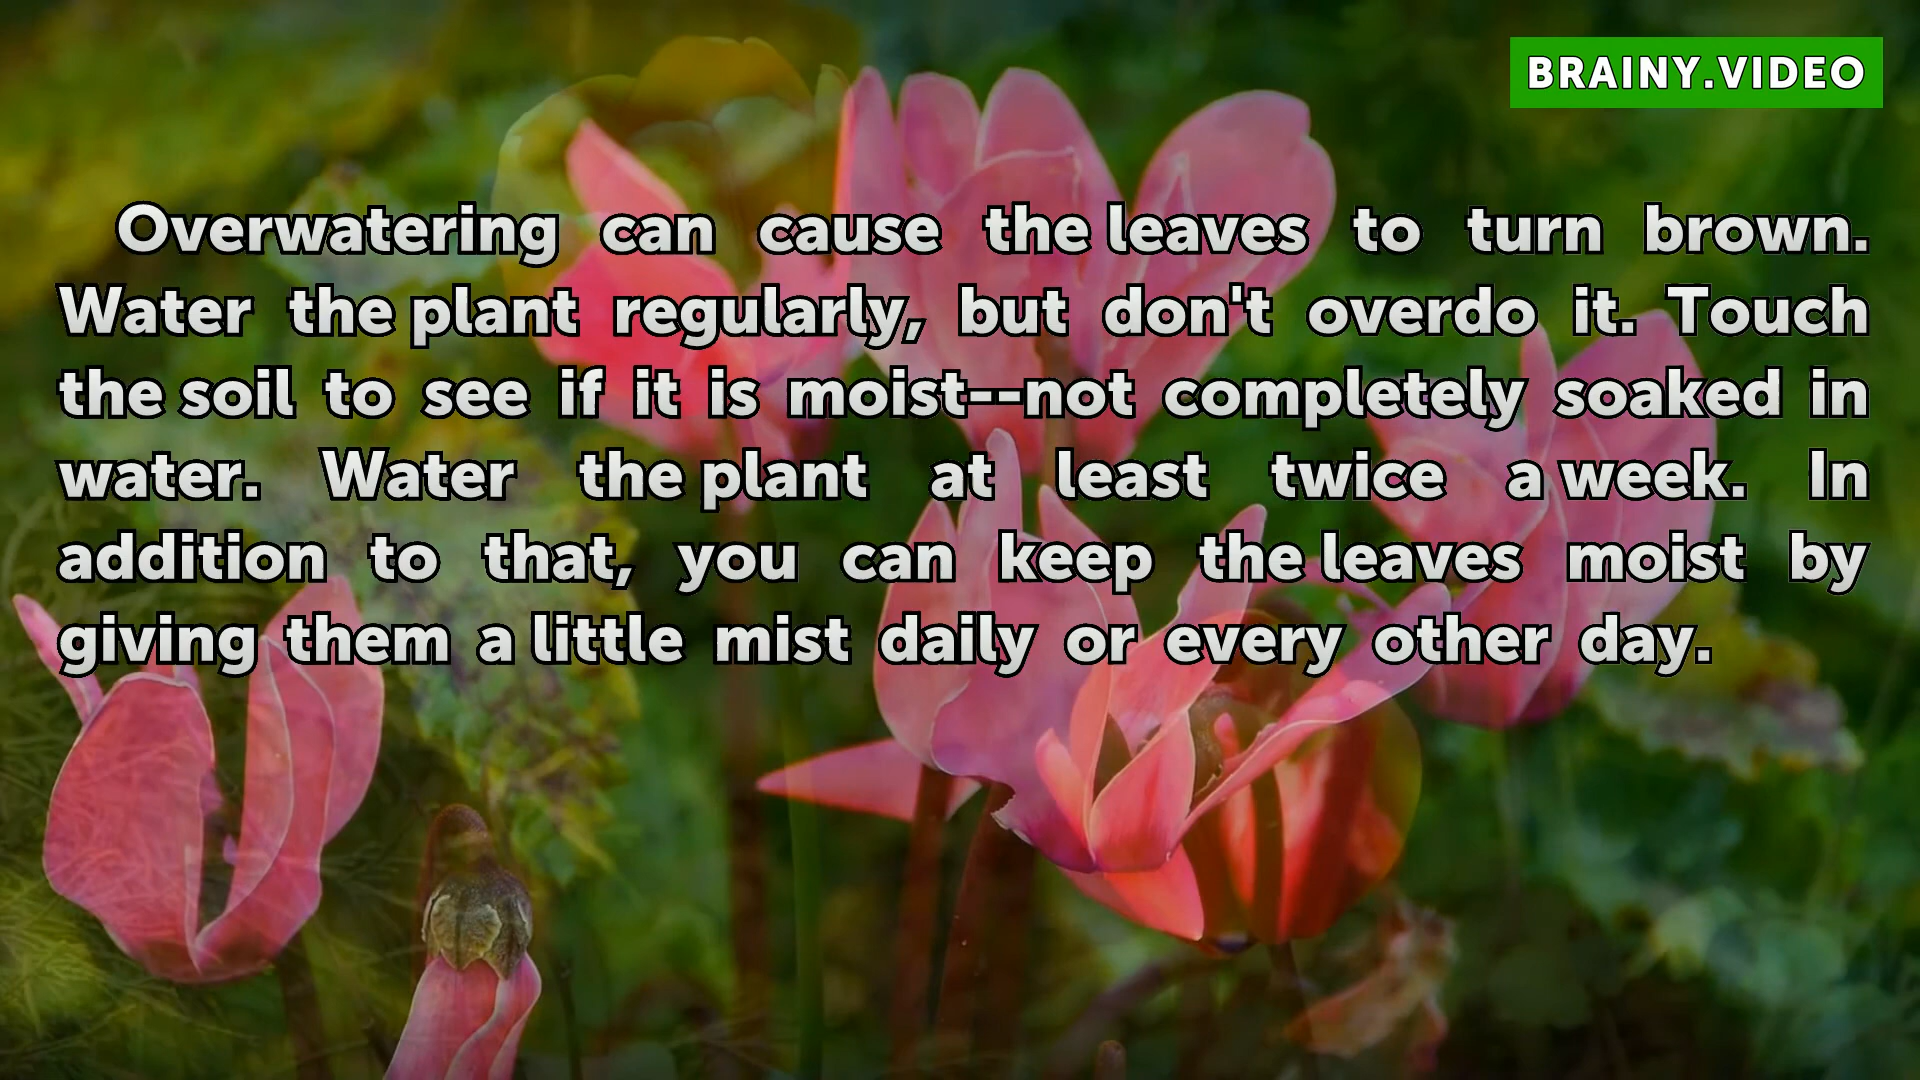 BRAINY.VIDEO
Overwatering can cause the leaves to turn brown.
Water the plant regularly, but don't overdo it. Touch
the soil to see if it is moist--not completely soaked in
water. Water the plant at least twice a week. In
addition to that, you can keep the leaves moist by
giving them a little mist daily or every other day.